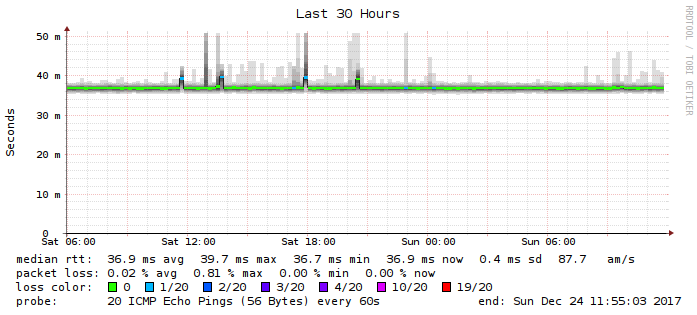 Last 30 Hours
RRDTOOL / TOBI OETIKER
Seconds
50 m
40 m
30 m
20 m
10 m
0
Sat 06:00 Sat 12:00 Sat 18:00 Sun 00:00 Sun 06:00
median rtt: 36.9 ms avg 39.7 ms max 36.7 ms min 36.9 ms now 0.4 ms sd 87.7 am/s
packet loss: 0.02 % avg 0.81 % max 0.00 % min 0.00 % now
loss color: 0 1/20 2/20 3/20 4/20 10/20 19/20
probe: 20 ICMP Echo Pings (56 Bytes) every 60s end: Sun Dec 24 11:55:03 2017